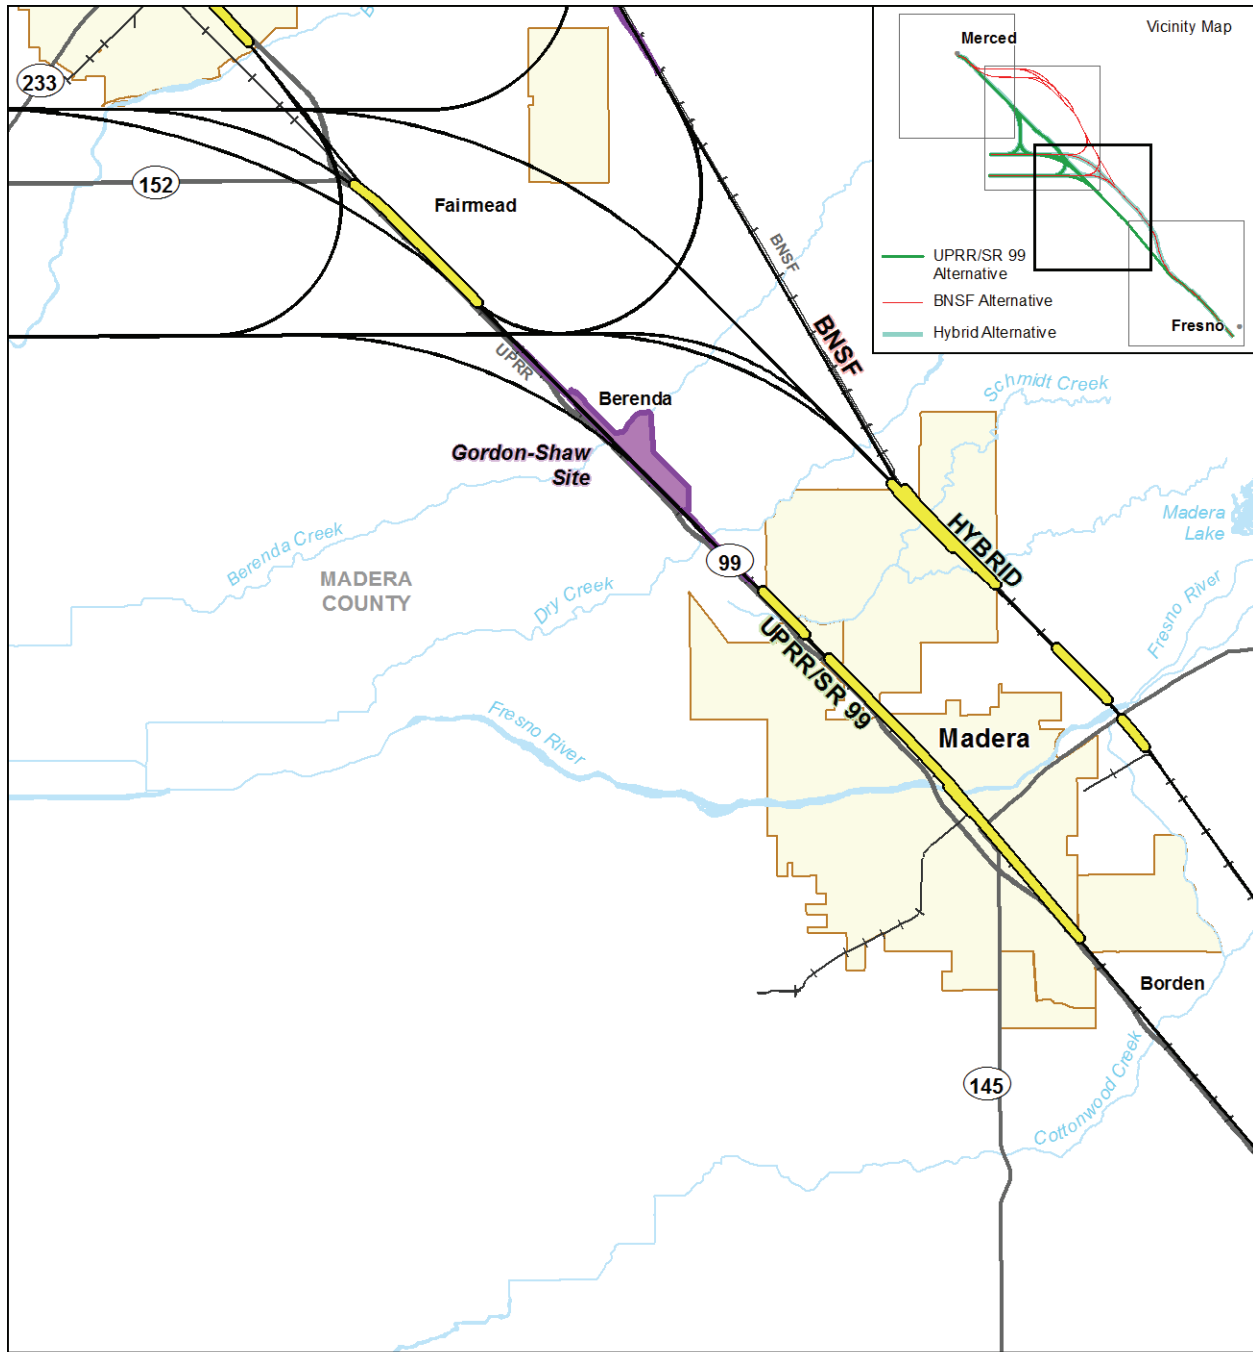 Vicinity Map
Merced
UPRR/SR 99
Alternative
BNSF Alternative
Hybrid Alternative
Fresno
233
152
Fairmead
BNSF
BNSF
UPRR
Berenda
Gordon-Shaw
Site
Schmidt Creek
Madera
Lake
HYBRID
99
Berenda Creek
MADERA
COUNTY
Dry Creek
Fresno River
UPRR/SR 99
Fresno River
Madera
Borden
145
Cottonwood Creek